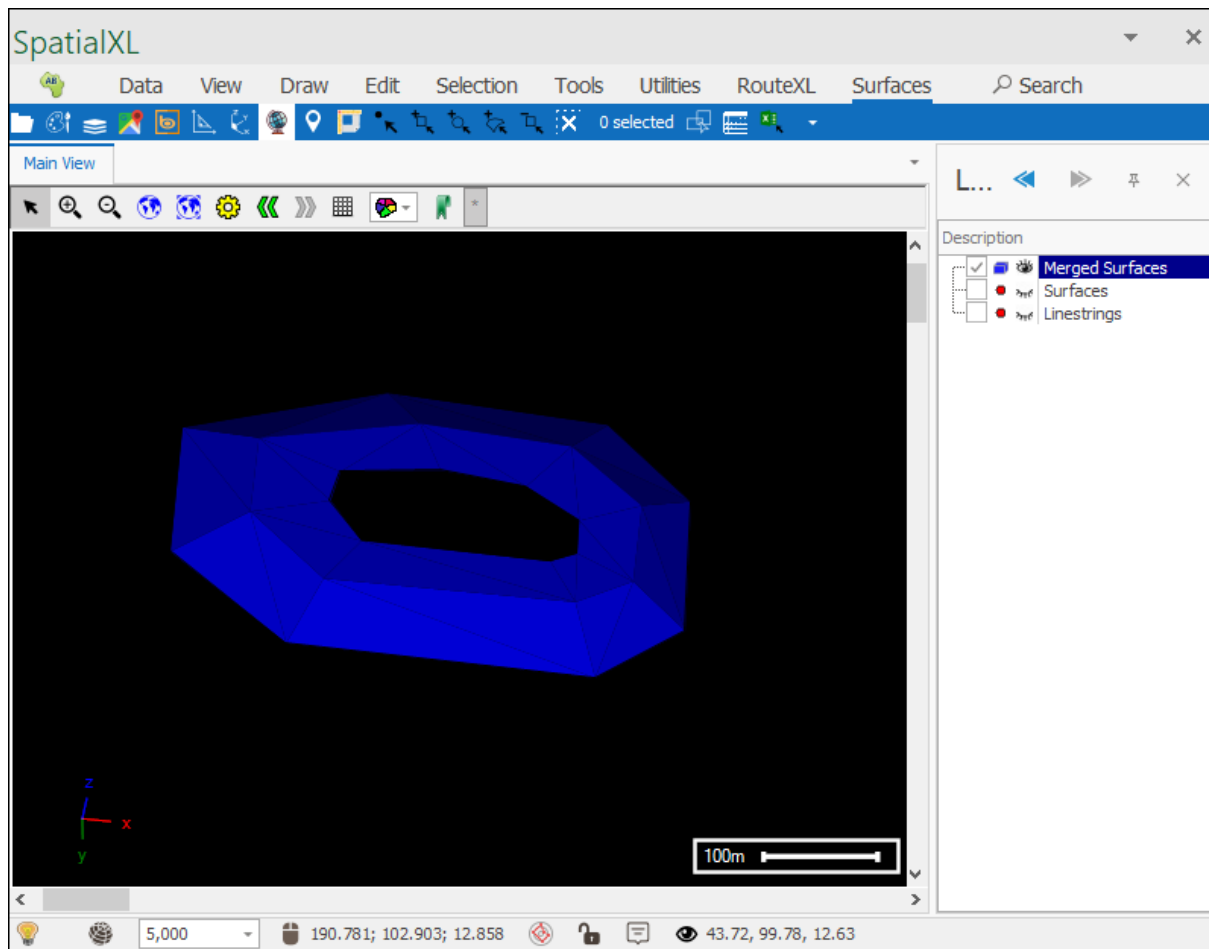 SpatialXL
Data View Draw Edit Selection Tools Utilities RouteXL Surfaces Search
0 selected
Main View
L...
Description
Merged Surfaces
Surfaces
Linestrings
z
x
y
100m
5,000 190.781; 102.903; 12.858 43.72, 99.78, 12.63